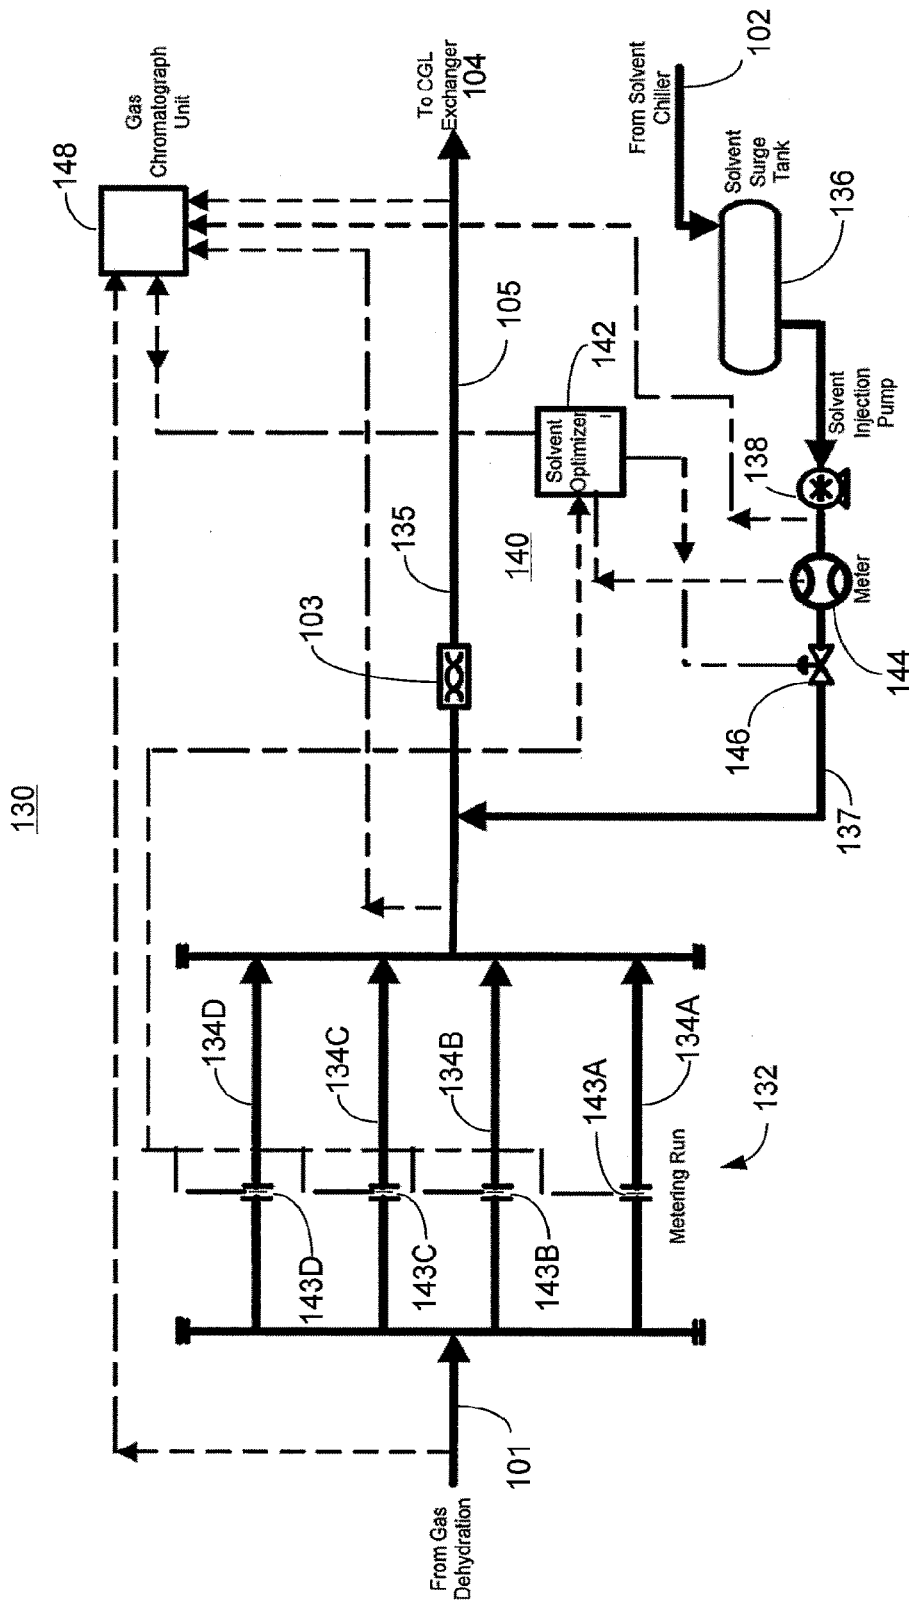 130
148
Gas
Chromatograph
Unit
To CGL
Exchanger
104
From Solvent
Chiller
102
Solvent
Surge
Tank
136
105
135
103
140
Solvent
Optimizer
142
Solvent
Injection
Pump
138
Meter
144
146
137
134D
134C
134B
134A
143D
143C
143B
143A
Metering Run
132
101
From Gas
Dehydration